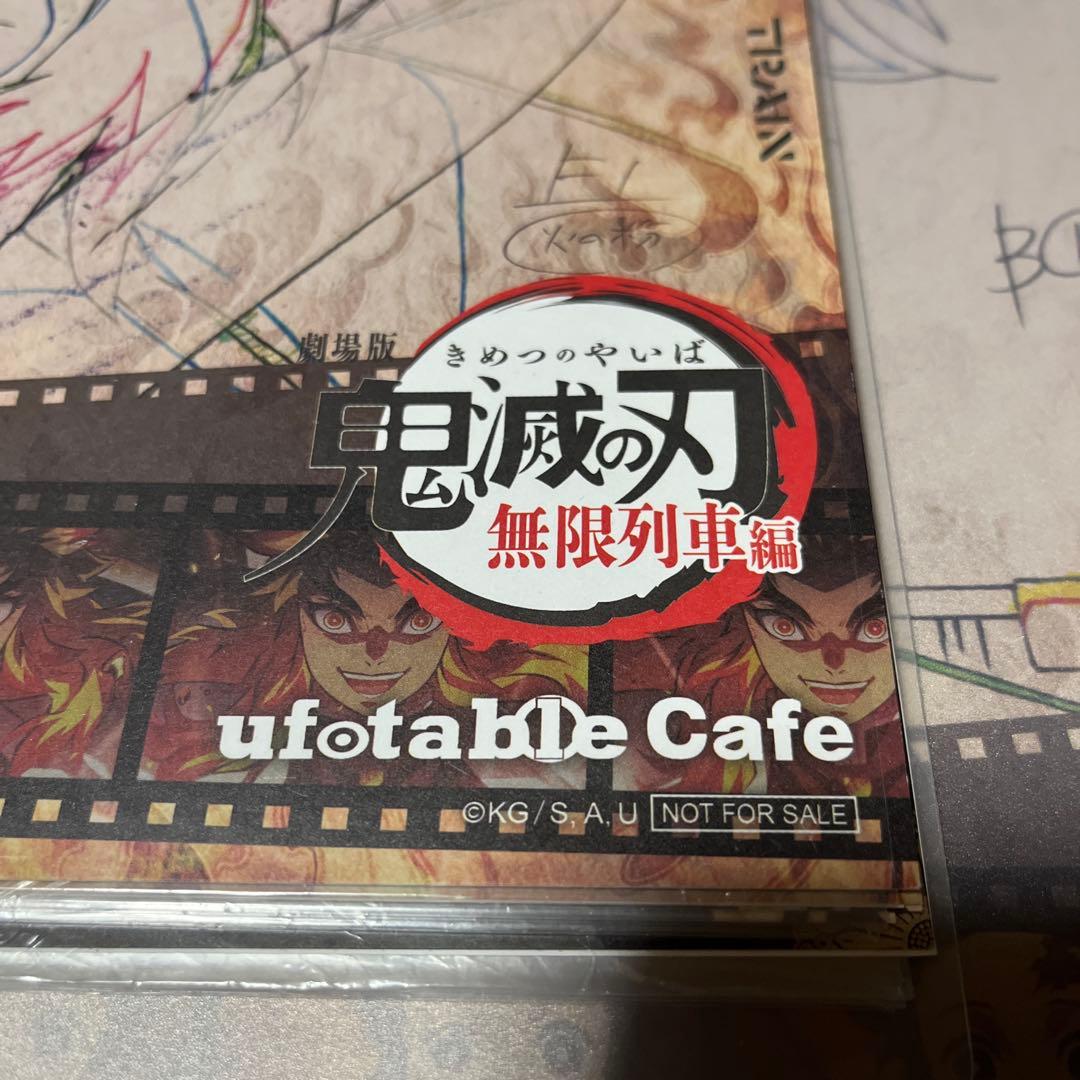 劇場版
きめつのやいば
鬼滅の刃
無限列車編
ufotable Cafe
©KG/S,A,U NOT FOR SALE